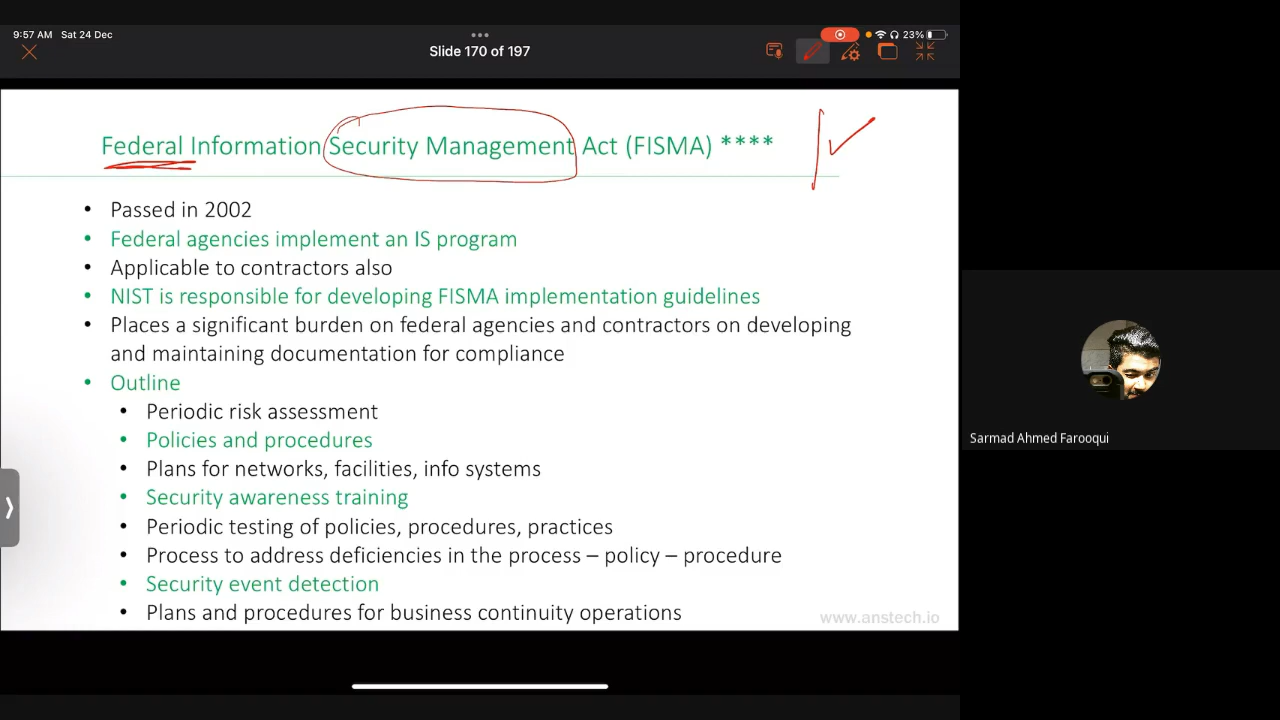 9:57 AM Sat 24 Dec
23%
Slide 170 of 197
Federal Information Security Management Act (FISMA) ****
• Passed in 2002
• Federal agencies implement an IS program
• Applicable to contractors also
• NIST is responsible for developing FISMA implementation guidelines
• Places a significant burden on federal agencies and contractors on developing
and maintaining documentation for compliance
• Outline
• Periodic risk assessment
• Policies and procedures
• Plans for networks, facilities, info systems
• Security awareness training
• Periodic testing of policies, procedures, practices
• Process to address deficiencies in the process – policy – procedure
• Security event detection
• Plans and procedures for business continuity operations
www.anstech.io
Sarmad Ahmed Farooqui